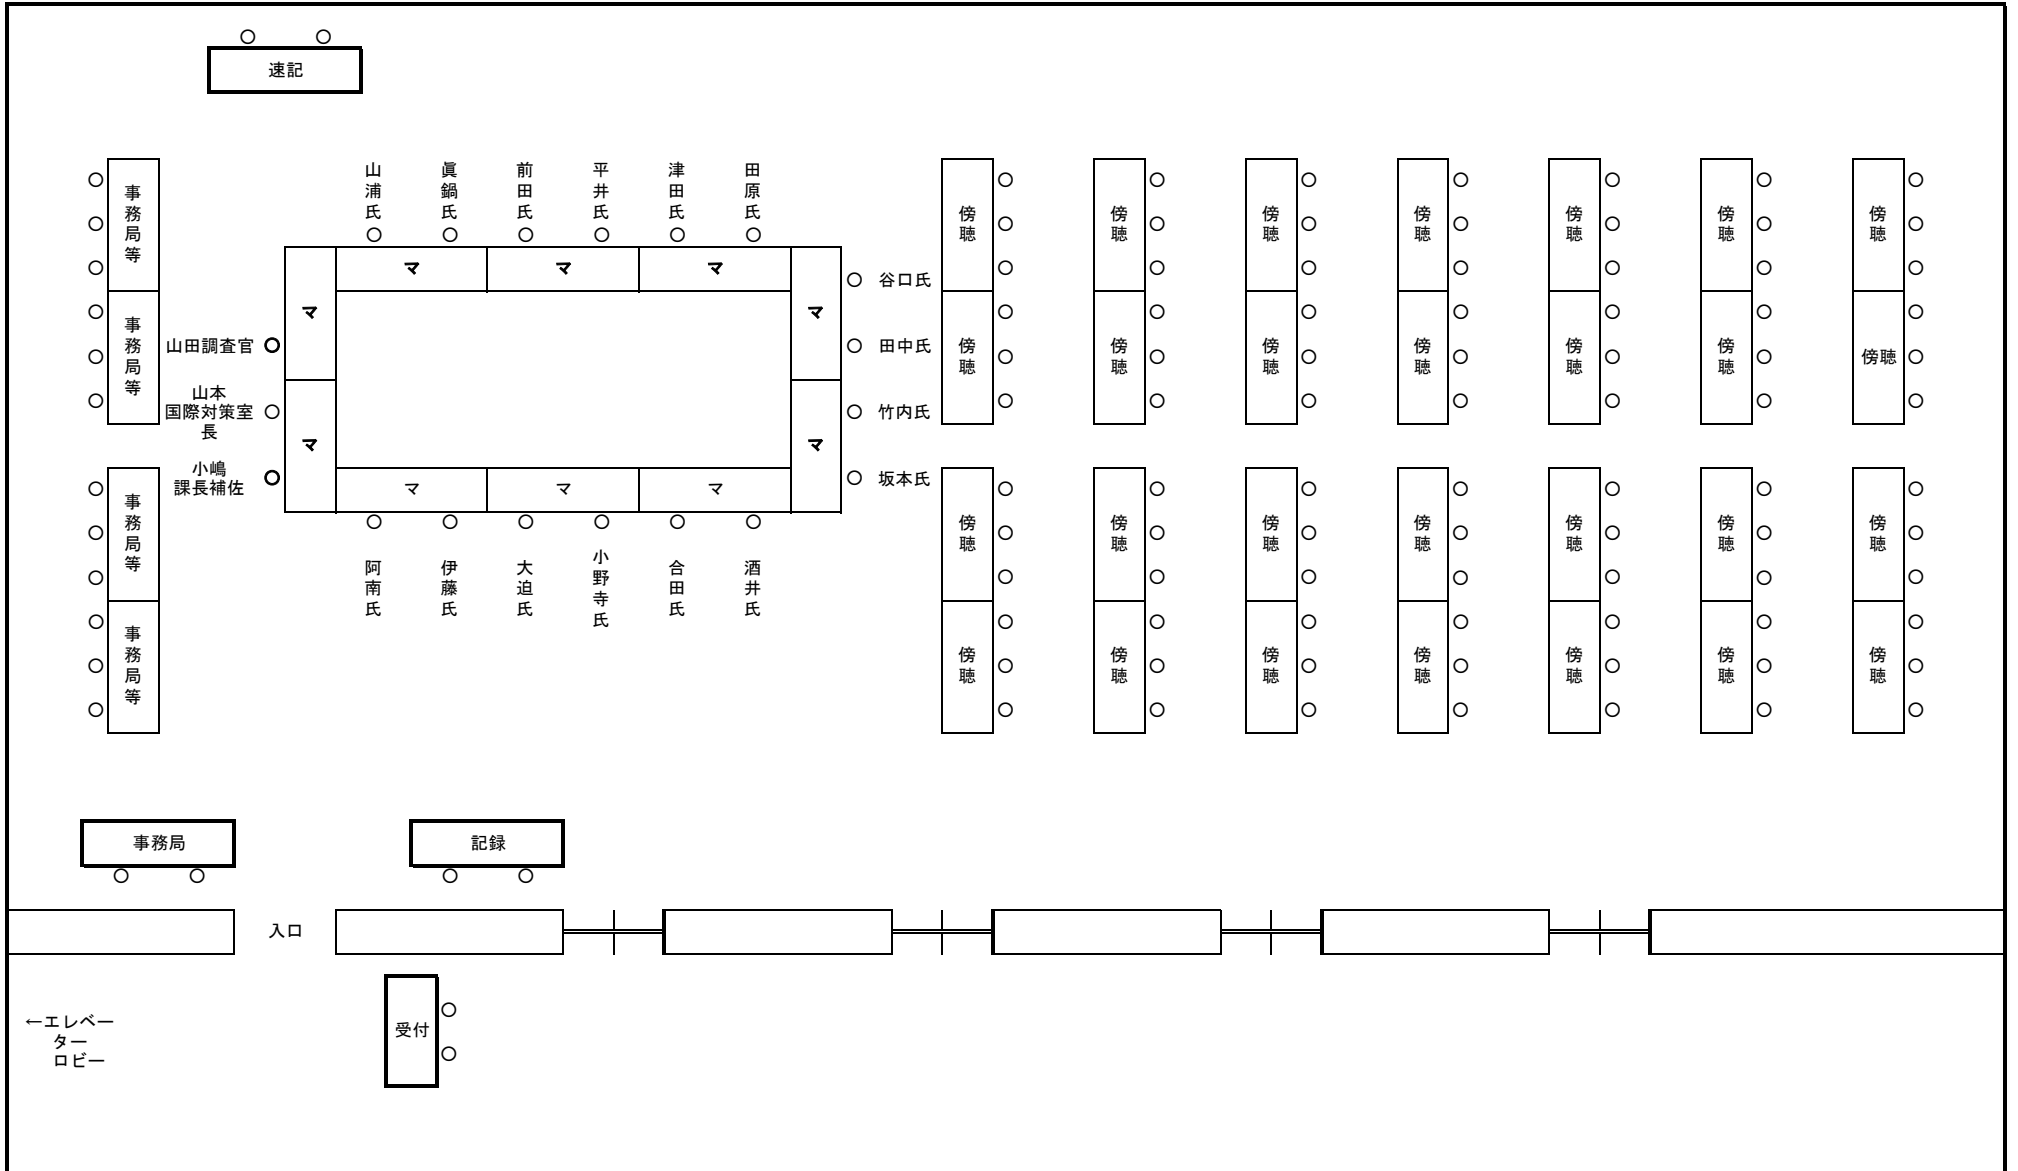 速記
事務局等
山浦氏
眞鍋氏
前田氏
平井氏
津田氏
田原氏
傍聴
傍聴
傍聴
傍聴
傍聴
傍聴
傍聴
マ
マ
マ
マ
マ
谷口氏
事務局等
山田調査官
田中氏
傍聴
傍聴
傍聴
傍聴
傍聴
傍聴
傍聴
山本
国際対策室
長
竹内氏
マ
マ
小嶋
課長補佐
坂本氏
マ
マ
マ
事務局等
阿南氏
伊藤氏
大迫氏
小野寺氏
合田氏
酒井氏
傍聴
傍聴
傍聴
傍聴
傍聴
傍聴
傍聴
事務局等
傍聴
傍聴
傍聴
傍聴
傍聴
傍聴
傍聴
事務局
記録
入口
受付
←エレベー
ター
ロビー